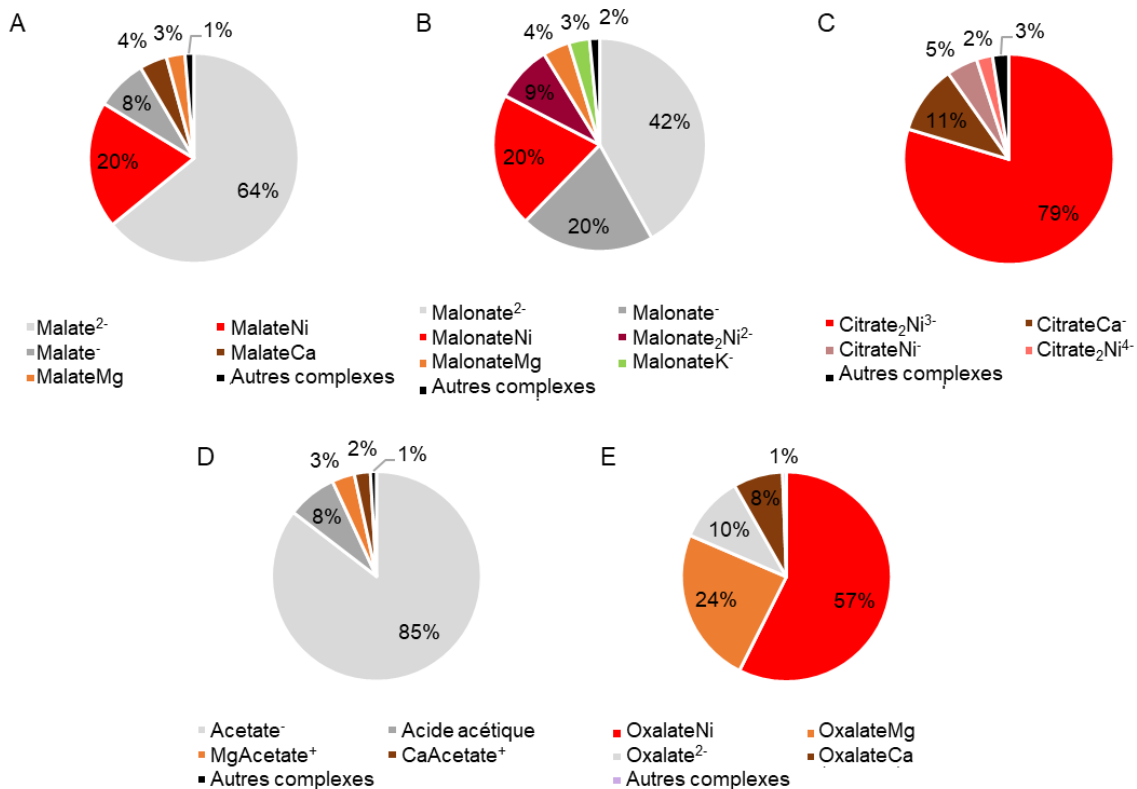 A
4%
3%
1%
8%
20%
64%
Malate²⁻
MalateNi
Malate⁻
MalateCa
MalateMg
Autres complexes
B
4%
3%
2%
9%
42%
20%
20%
Malonate²⁻
Malonate⁻
MalonateNi
Malonate₂Ni²⁻
MalonateMg
MalonateK⁻
Autres complexes
C
5%
2%
3%
11%
79%
Citrate₂Ni³⁻
CitrateCa⁻
CitrateNi⁻
Citrate₂Ni⁴⁻
Autres complexes
D
3%
2%
1%
8%
85%
Acetate⁻
Acide acétique
MgAcetate⁺
CaAcetate⁺
Autres complexes
E
1%
8%
10%
24%
57%
OxalateNi
OxalateMg
Oxalate²⁻
OxalateCa
Autres complexes